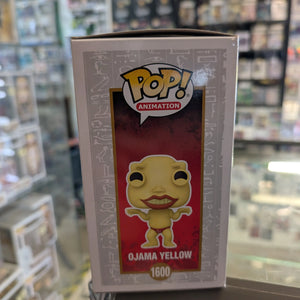 POP!
ANIMATION
OJAMA YELLOW
1600